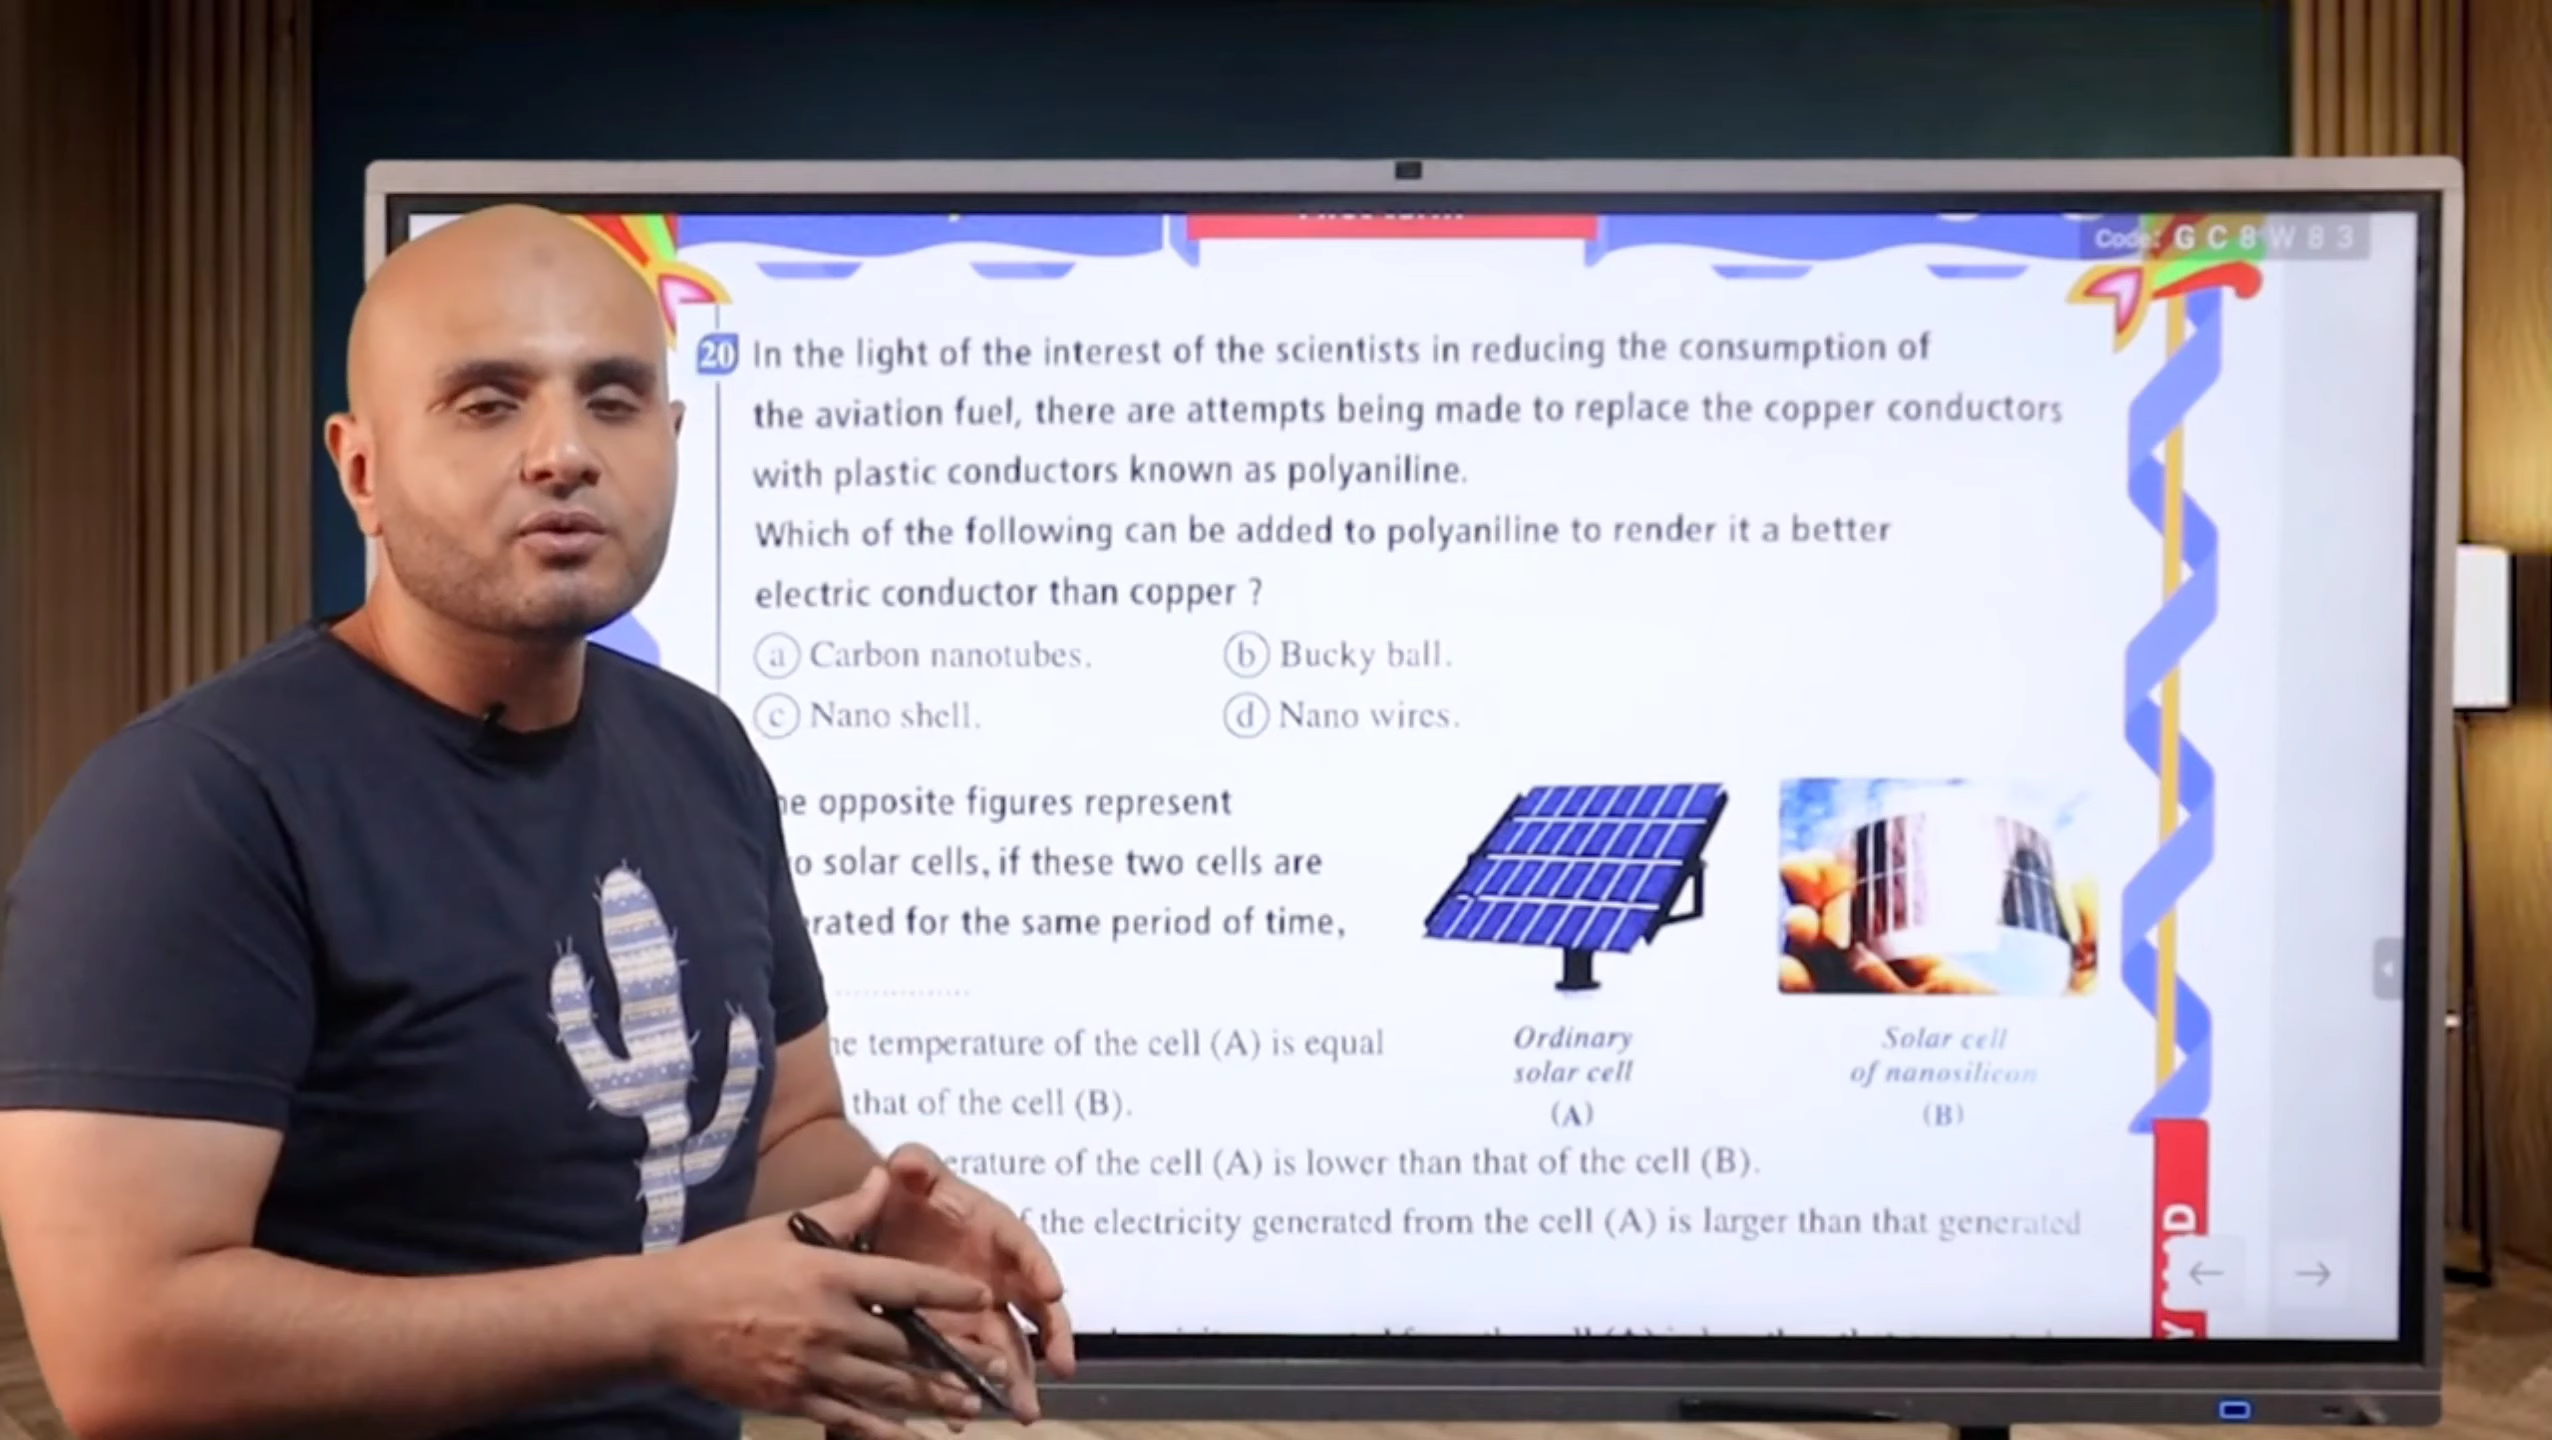 Code: G C 8 W 8 3
20 In the light of the interest of the scientists in reducing the consumption of
the aviation fuel, there are attempts being made to replace the copper conductors
with plastic conductors known as polyaniline.
Which of the following can be added to polyaniline to render it a better
electric conductor than copper ?
a Carbon nanotubes.
b Bucky ball.
c Nano shell.
d Nano wires.
opposite figures represent
solar cells, if these two cells are
for the same period of time,
..............
temperature of the cell (A) is equal
that of the cell (B).
of the cell (A) is lower than that of the cell (B).
the electricity generated from the cell (A) is larger than that generated
Ordinary
solar cell
(A)
Solar cell
of nanosilicon
(B)